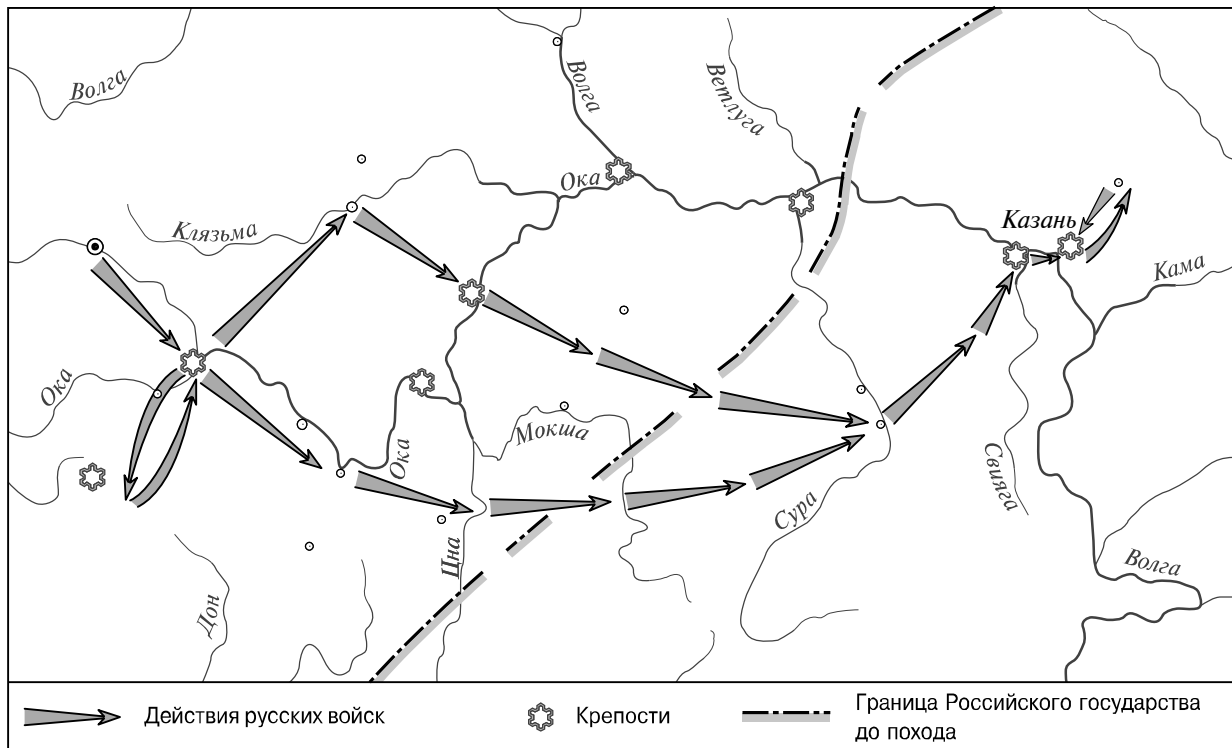 Волга
Волга
Ветлуга
Ока
Клязьма
Казань
Кама
Ока
Мокша
Ока
Сура
Свияга
Цна
Дон
Волга
Действия русских войск
Крепости
Граница Российского государства
до похода